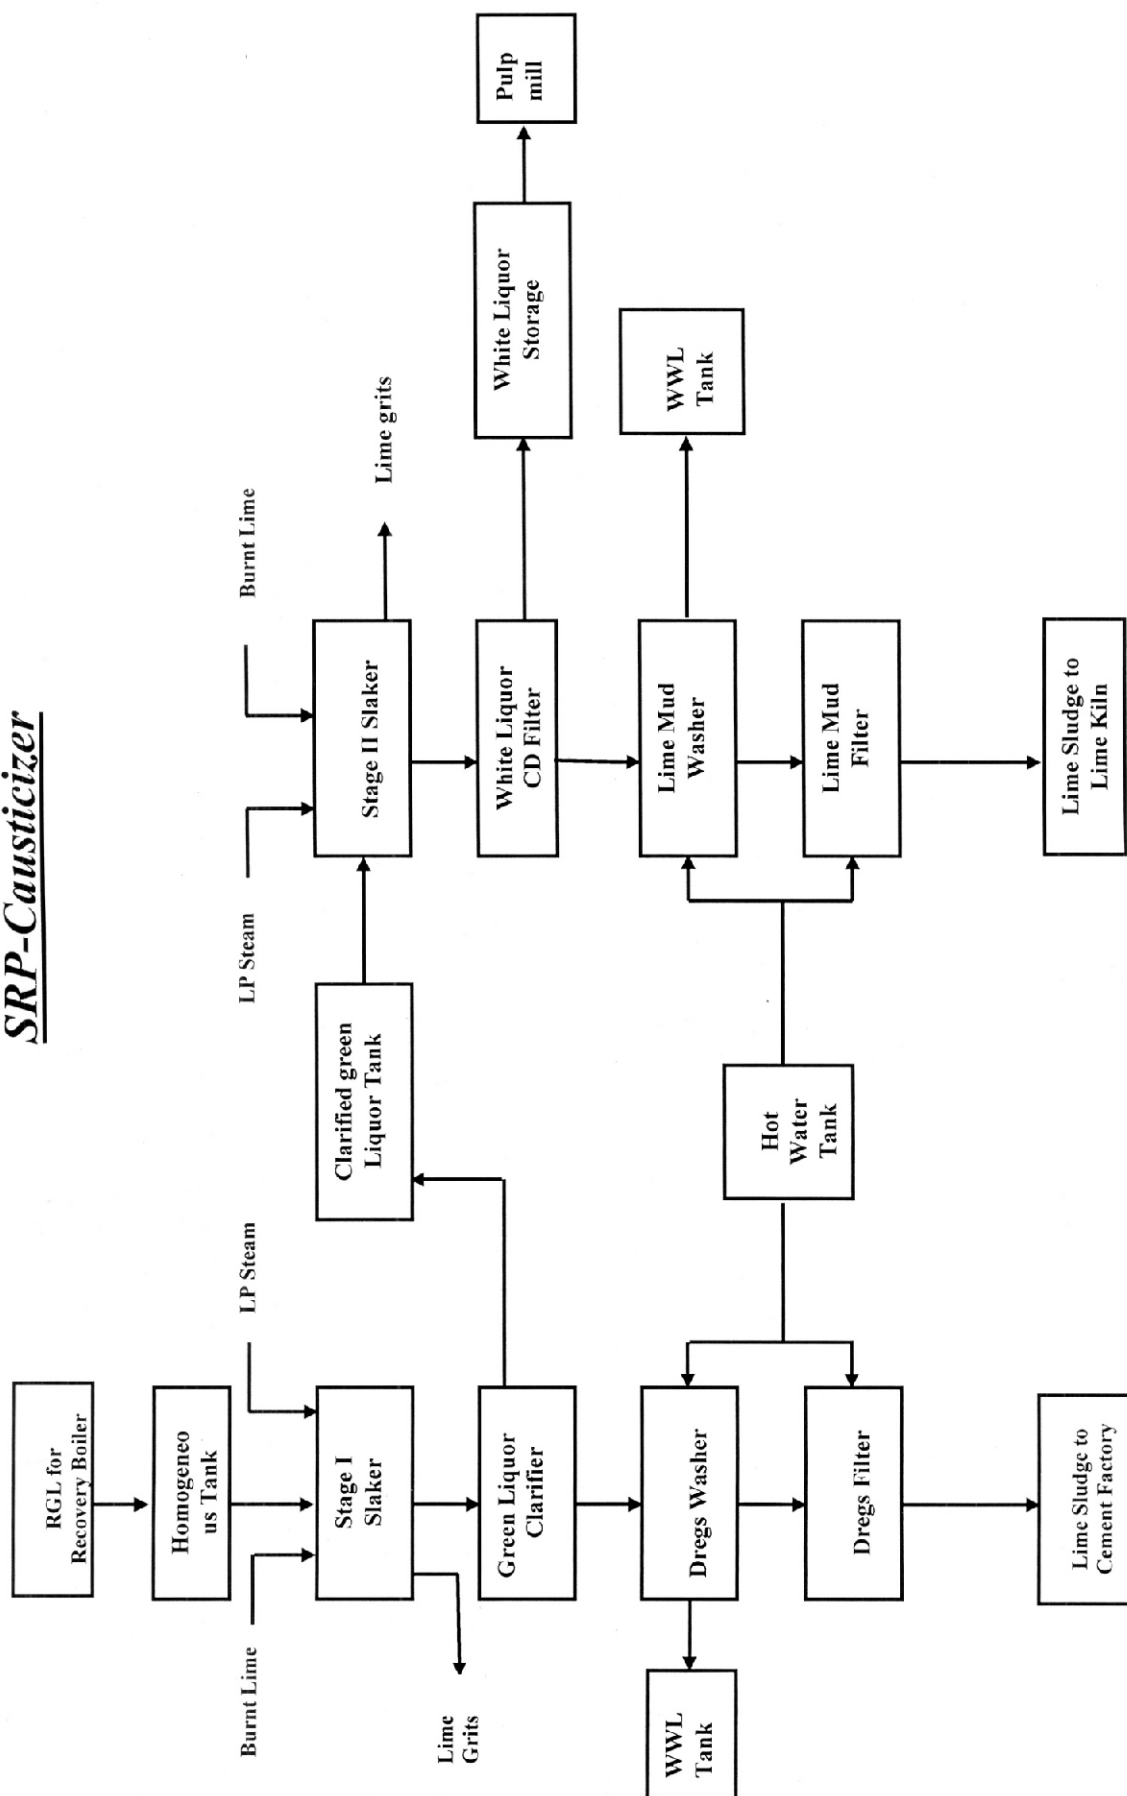 SRP-Causticizer
RGL for
Recovery Boiler
Homogeneo
us Tank
Burnt Lime
LP Steam
LP Steam
Burnt Lime
Stage I
Slaker
Clarified green
Liquor Tank
Stage II Slaker
Lime grits
Lime
Grits
Green Liquor
Clarifier
White Liquor
CD Filter
White Liquor
Storage
Pulp
mill
WWL
Tank
Dregs Washer
Hot
Water
Tank
Lime Mud
Washer
WWL
Tank
Dregs Filter
Lime Mud
Filter
Lime Sludge to
Cement Factory
Lime Sludge to
Lime Kiln